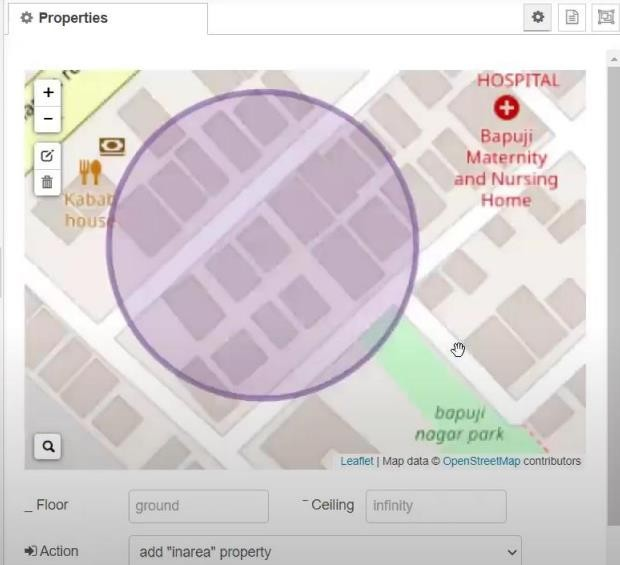 Properties
+
−
HOSPITAL
Bapuji
Maternity
and Nursing
Home
Kabab
house
bapuji
nagar park
Leaflet | Map data © OpenStreetMap contributors
_ Floor
ground
¯ Ceiling
infinity
Action
add "inarea" property